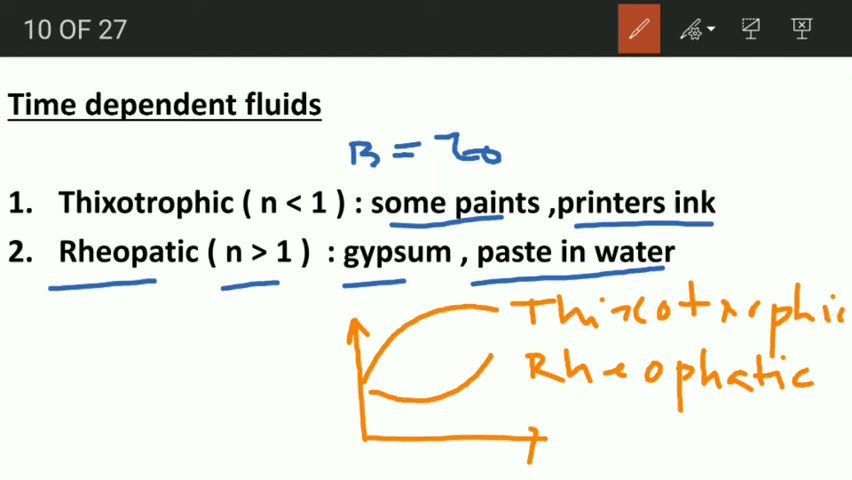 10 OF 27
Time dependent fluids
B = τo
1. Thixotrophic ( n < 1 ) : some paints ,printers ink
2. Rheopatic ( n > 1 ) : gypsum , paste in water
Thixotrophic
Rheophatic